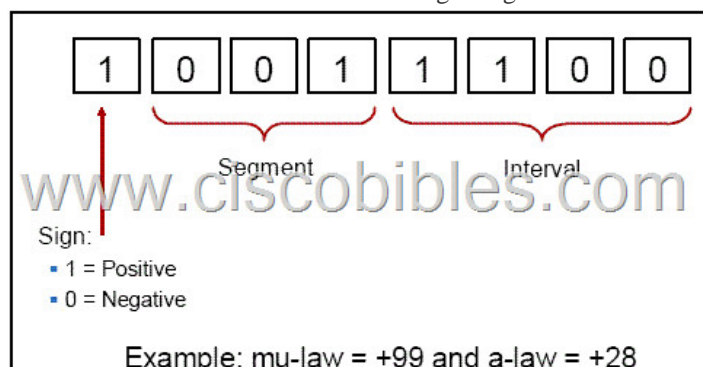 1 0 0 1 1 1 0 0
Segment Interval
www.ciscobibles.com
Sign:
▪ 1 = Positive
▪ 0 = Negative
Example: mu-law = +99 and a-law = +28